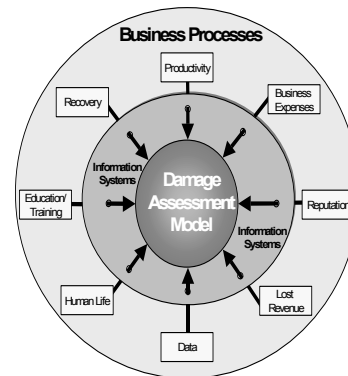 Business Processes
Productivity
Recovery
Business
Expenses
Information
Systems
Damage
Assessment
Model
Education/
Training
Reputation
Information
Systems
Human Life
Lost
Revenue
Data